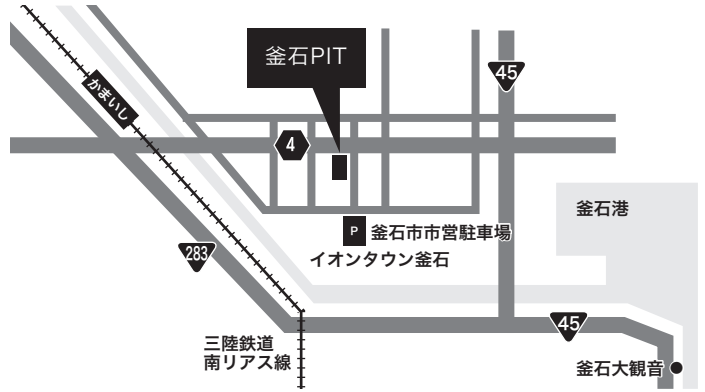 釜石PIT
45
かまいし
4
釜石港
P
釜石市市営駐車場
イオンタウン釜石
283
45
三陸鉄道
南リアス線
釜石大観音